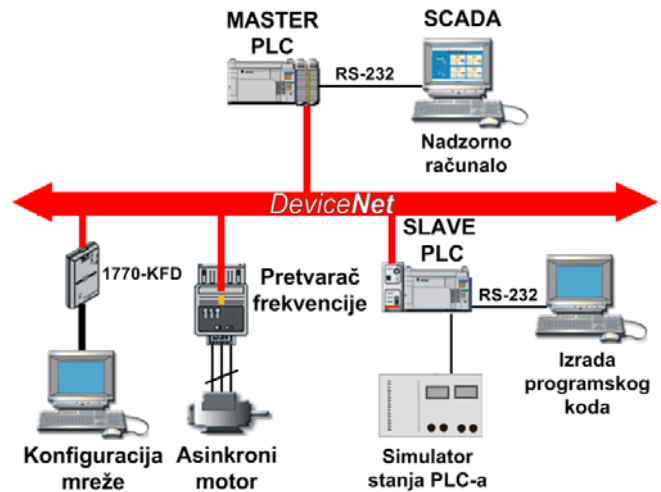 MASTER
PLC
SCADA
RS-232
Nadzorno
računalo
DeviceNet
1770-KFD
Pretvarač
frekvencije
SLAVE
PLC
RS-232
Izrada
programskog
koda
Konfiguracija
mreže
Asinkroni
motor
Simulator
stanja PLC-a